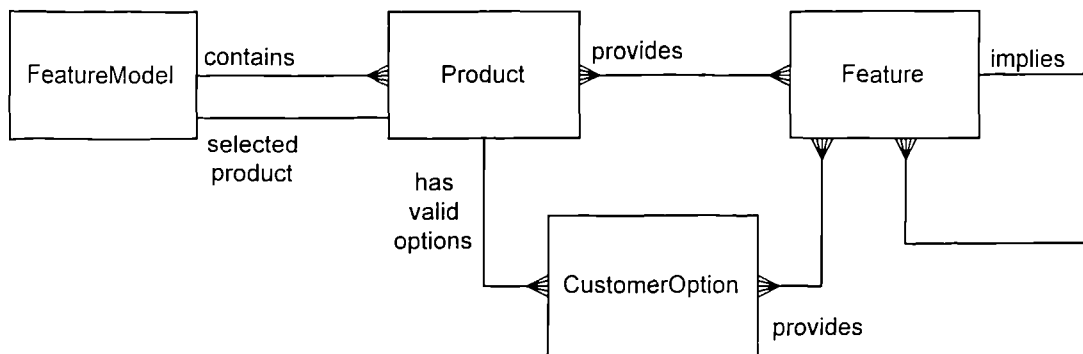 contains
provides
implies
FeatureModel
Product
Feature
selected
product
has
valid
options
CustomerOption
provides